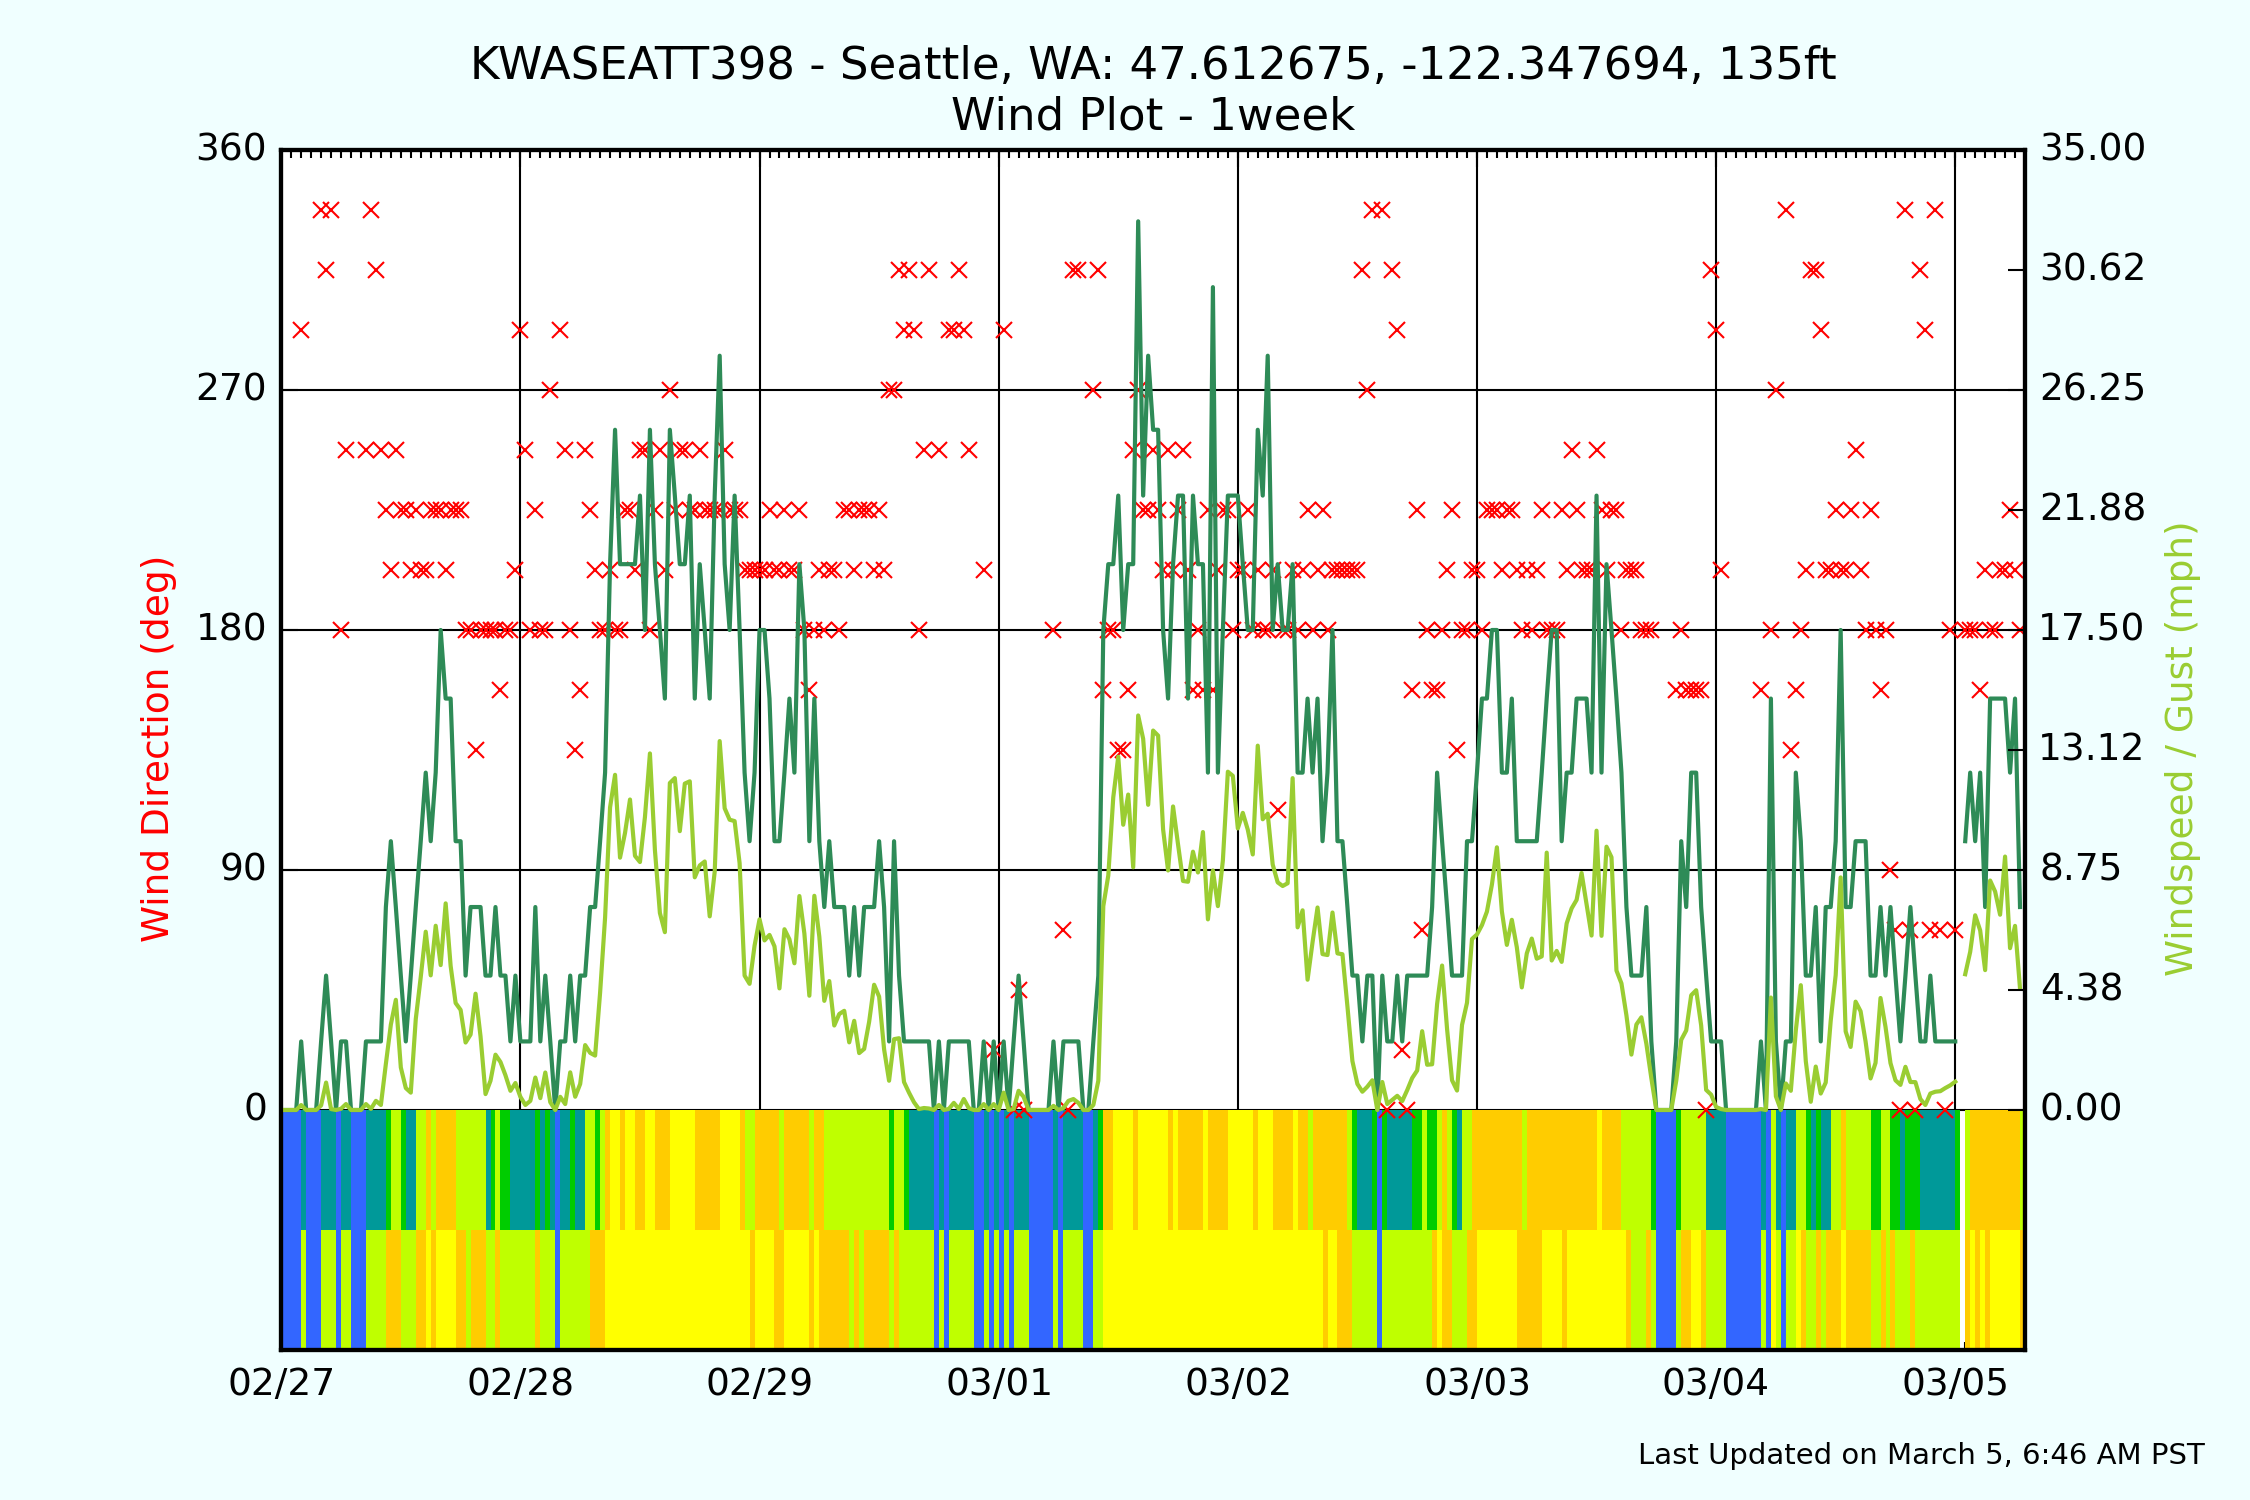 KWASEATT398 - Seattle, WA: 47.612675, -122.347694, 135ft
Wind Plot - 1week
360
270
180
90
0
Wind Direction (deg)
35.00
30.62
26.25
21.88
17.50
13.12
8.75
4.38
0.00
Windspeed / Gust (mph)
02/27 02/28 02/29 03/01 03/02 03/03 03/04 03/05
Last Updated on March 5, 6:46 AM PST